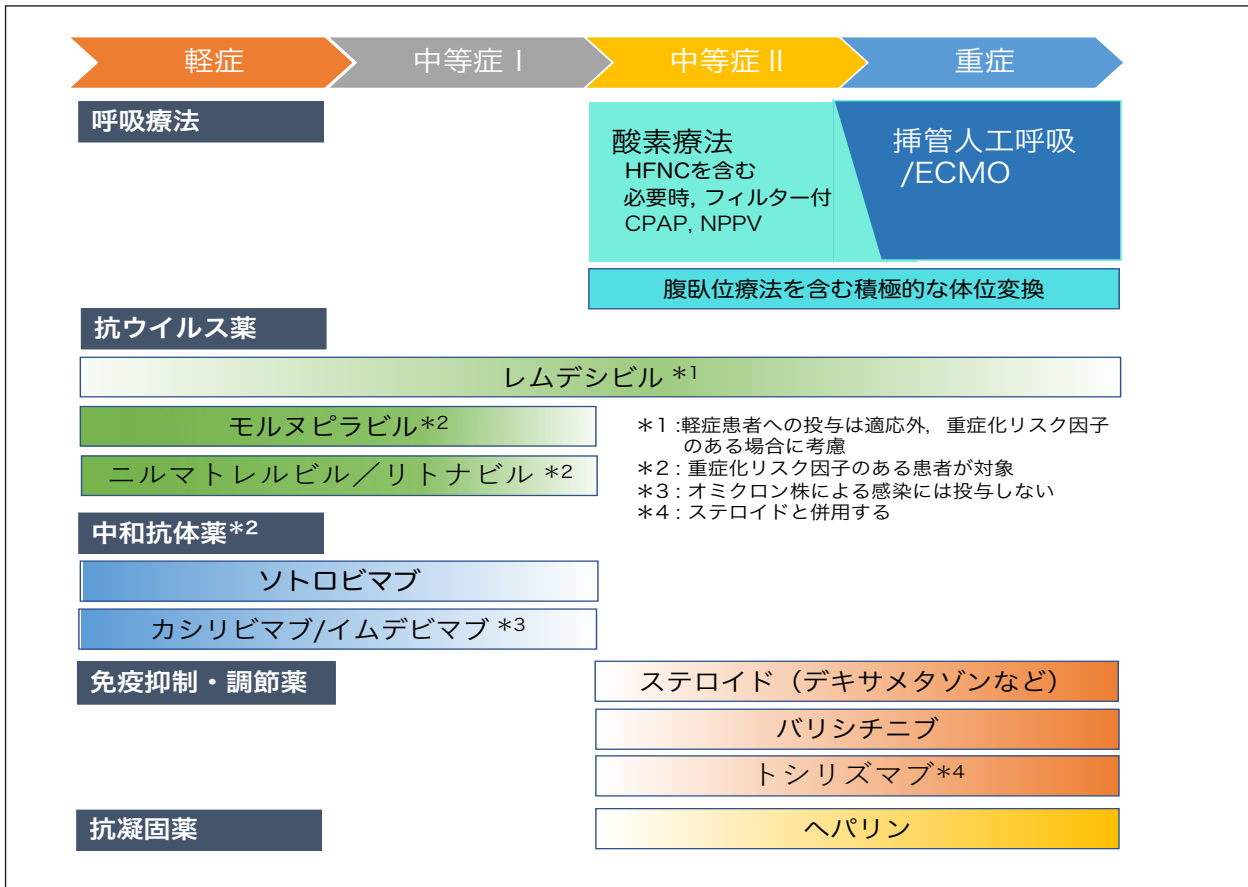 軽症
中等症Ⅰ
中等症Ⅱ
重症
呼吸療法
酸素療法
HFNCを含む
必要時, フィルター付
CPAP, NPPV
挿管人工呼吸
/ECMO
腹臥位療法を含む積極的な体位変換
抗ウイルス薬
レムデシビル *1
モルヌピラビル*2
ニルマトレルビル／リトナビル *2
*1:軽症患者への投与は適応外，重症化リスク因子
のある場合に考慮
*2：重症化リスク因子のある患者が対象
*3：オミクロン株による感染には投与しない
*4：ステロイドと併用する
中和抗体薬*2
ソトロビマブ
カシリビマブ/イムデビマブ *3
免疫抑制・調節薬
ステロイド（デキサメタゾンなど）
バリシチニブ
トシリズマブ*4
抗凝固薬
ヘパリン